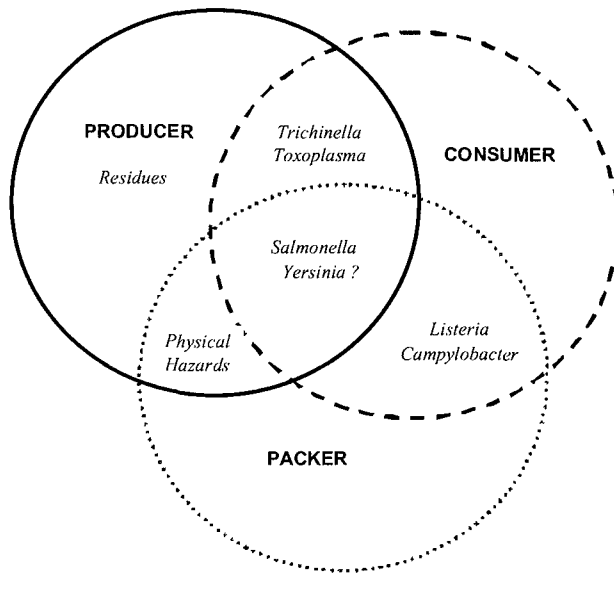 PRODUCER
Residues
Trichinella
Toxoplasma
CONSUMER
Salmonella
Yersinia ?
Physical
Hazards
Listeria
Campylobacter
PACKER